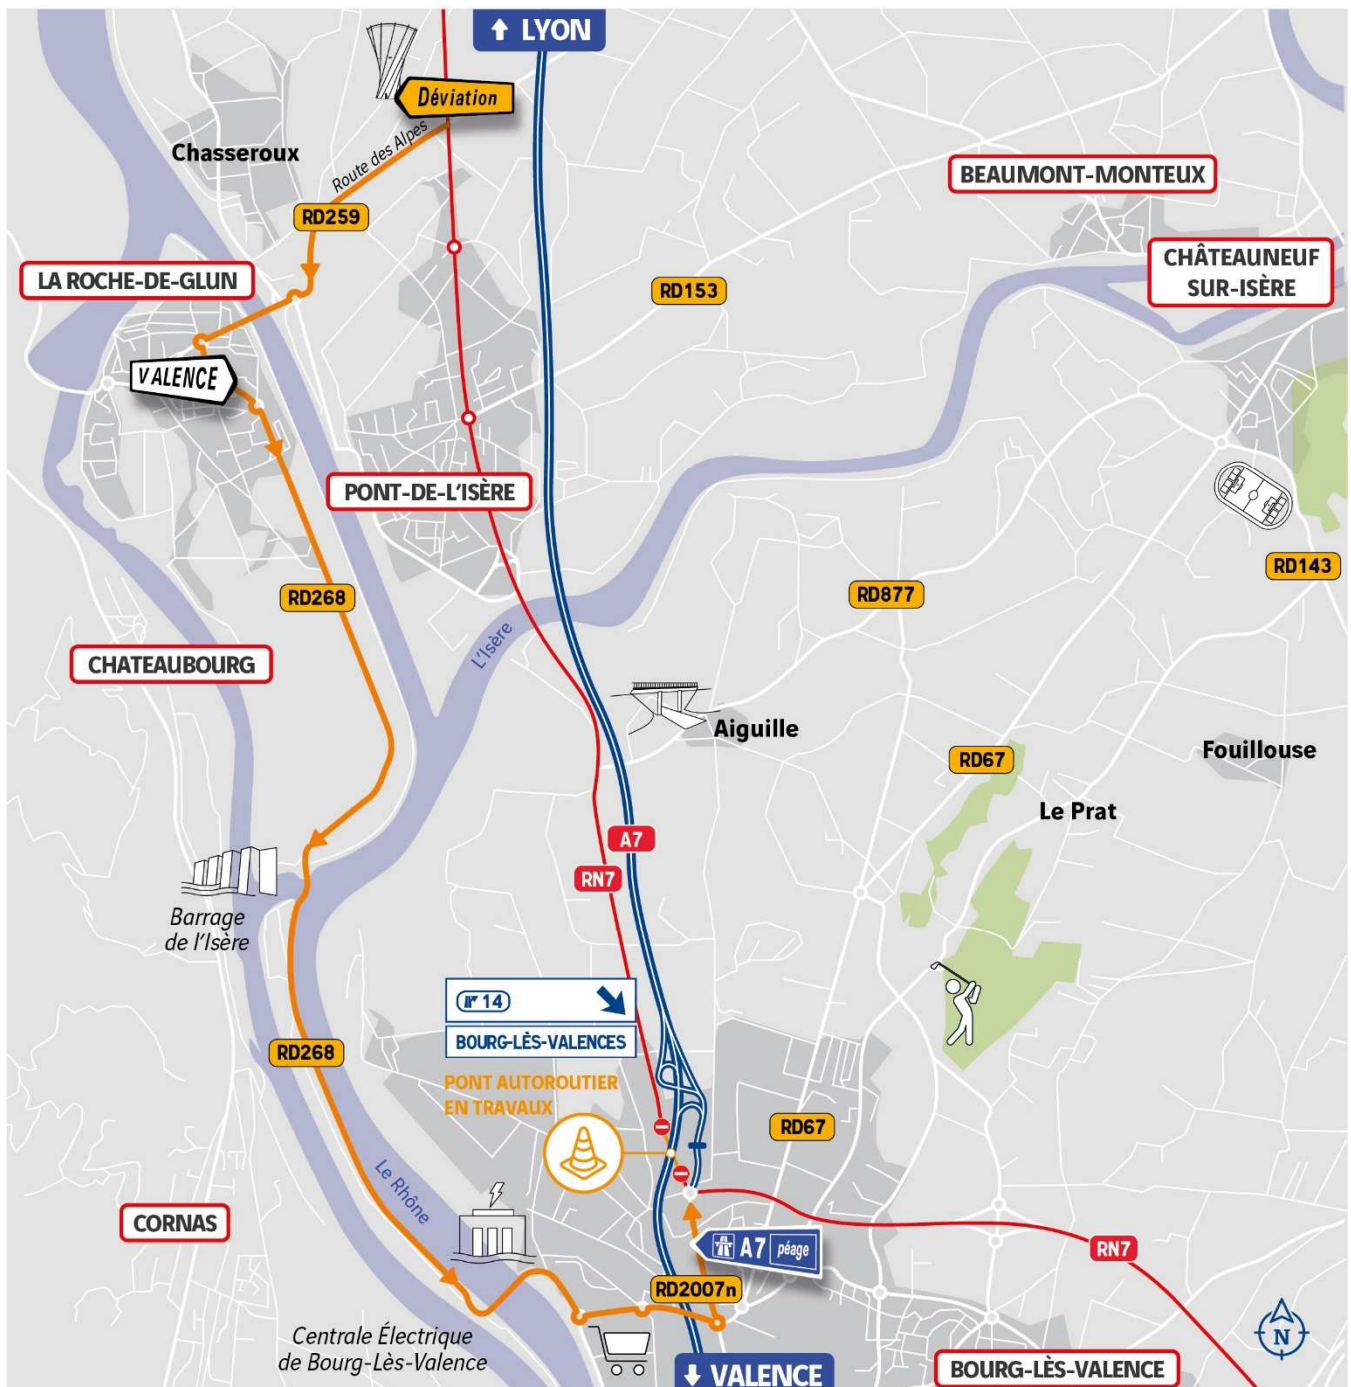 ↑ LYON
Déviation
Route des Alpes
Chasseroux
BEAUMONT-MONTEUX
RD259
CHÂTEAUNEUF
SUR-ISÈRE
LA ROCHE-DE-GLUN
RD153
VALENCE
PONT-DE-L'ISÈRE
RD143
RD268
RD877
L'Isère
CHATEAUBOURG
Aiguille
Fouillouse
RD67
Le Prat
A7
RN7
Barrage
de l'Isère
14
BOURG-LÈS-VALENCES
RD268
PONT AUTOROUTIER
EN TRAVAUX
RD67
Le Rhône
CORNAS
A7 péage
RN7
RD2007n
Centrale Électrique
de Bourg-Lès-Valence
N
↓ VALENCE
BOURG-LÈS-VALENCE